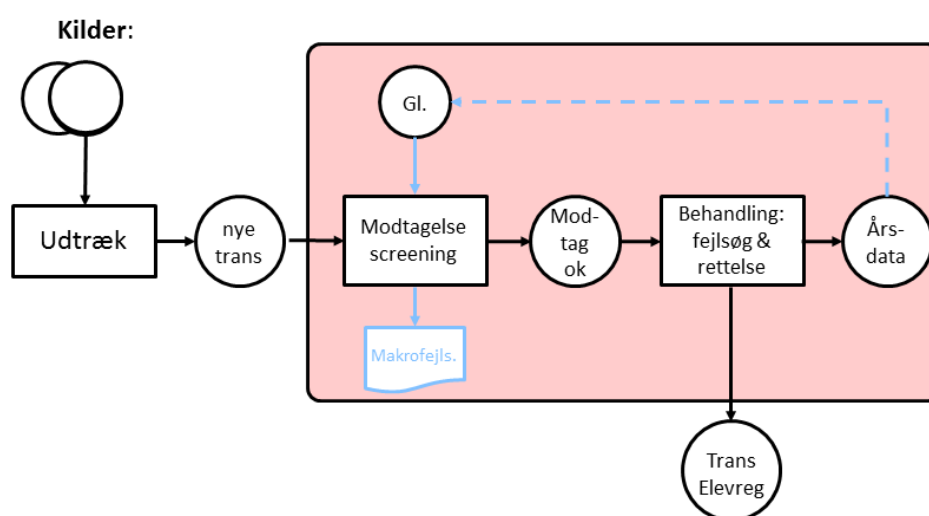 Kilder:
Gl.
Udtræk
nye
trans
Modtagelse
screening
Mod-
tag
ok
Behandling:
fejlsøg &
rettelse
Års-
data
Makrofejls.
Trans
Elevreg